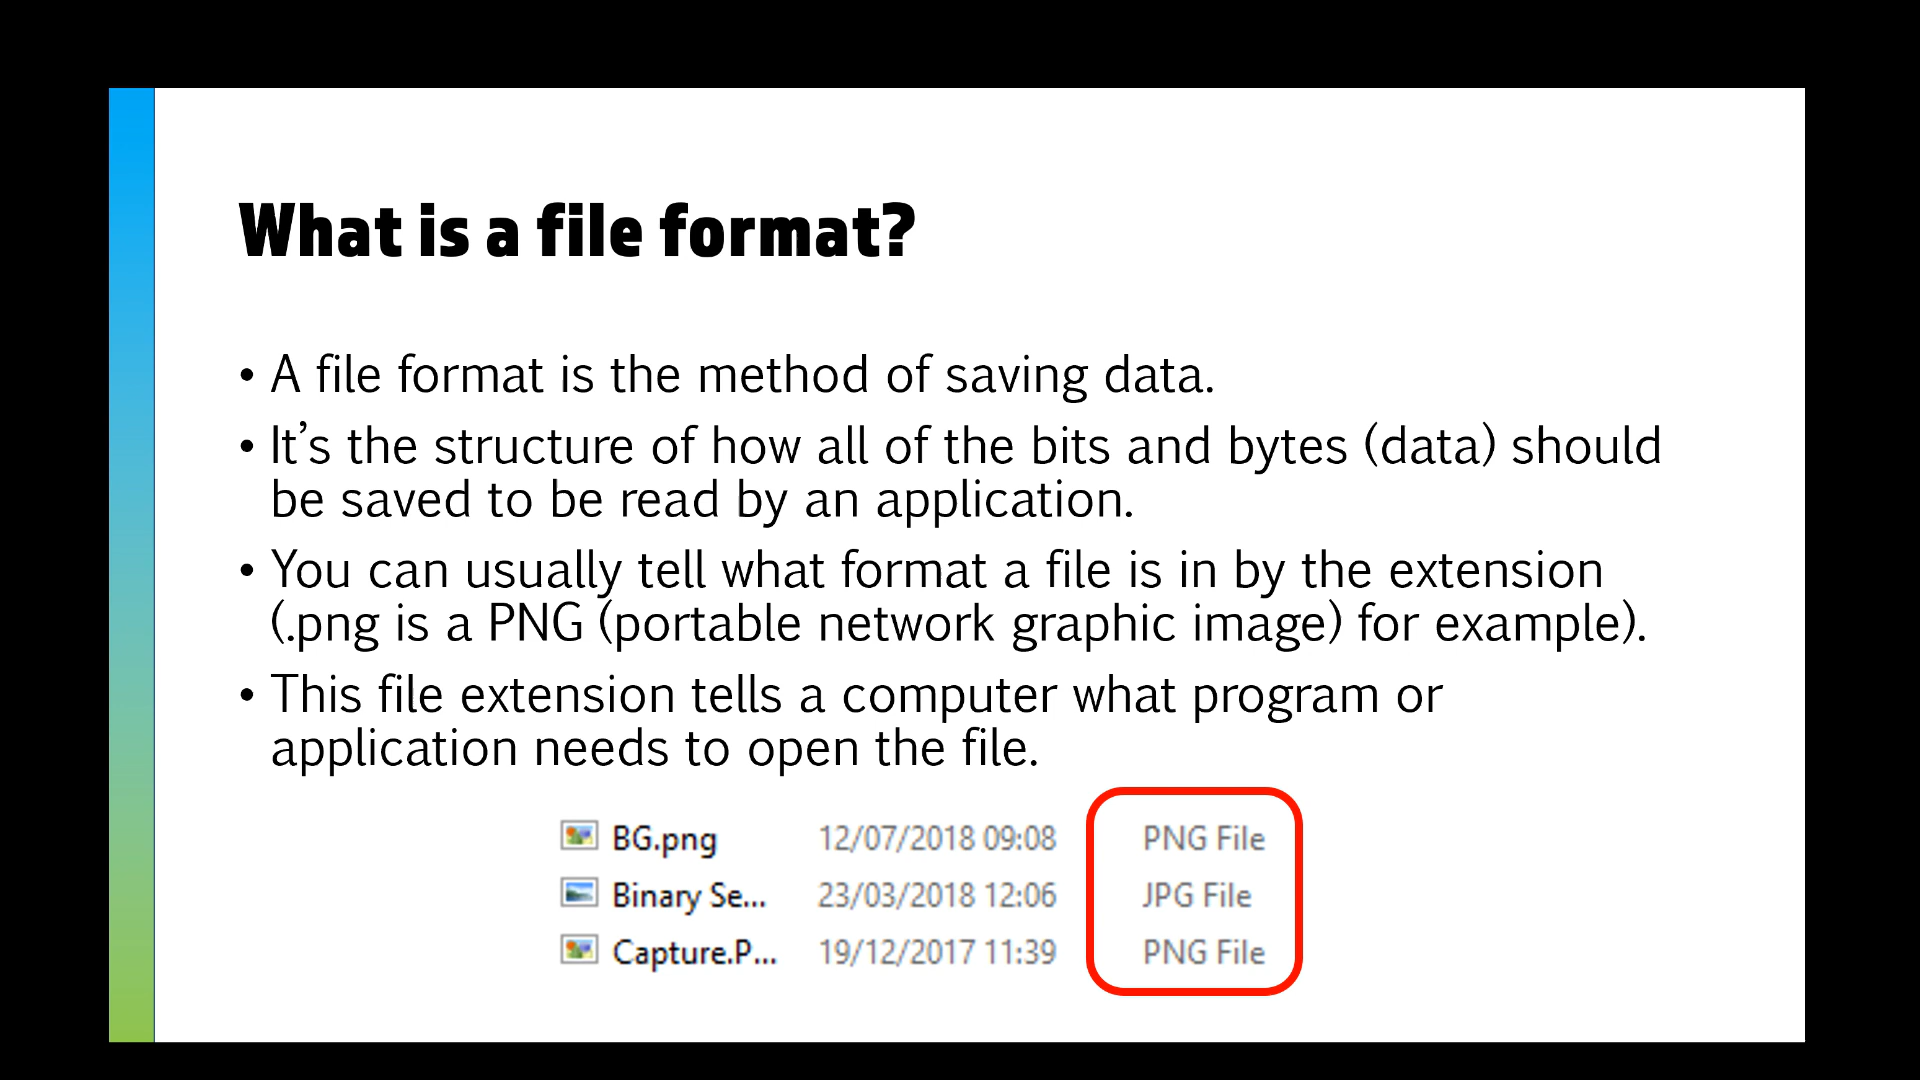 What is a file format?
• A file format is the method of saving data.
• It’s the structure of how all of the bits and bytes (data) should
be saved to be read by an application.
• You can usually tell what format a file is in by the extension
(.png is a PNG (portable network graphic image) for example).
• This file extension tells a computer what program or
application needs to open the file.
BG.png 12/07/2018 09:08 PNG File
Binary Se... 23/03/2018 12:06 JPG File
Capture.P... 19/12/2017 11:39 PNG File